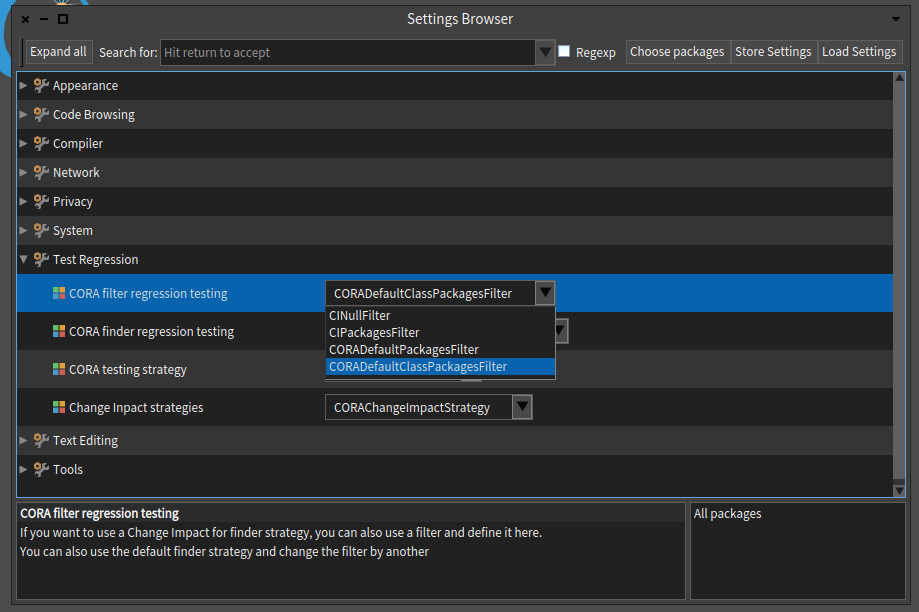 Settings Browser
Expand all Search for: Hit return to accept Regexp Choose packages Store Settings Load Settings
Appearance
Code Browsing
Compiler
Network
Privacy
System
Test Regression
CORA filter regression testing CORADefaultClassPackagesFilter
CINullFilter
CIPackagesFilter
CORA finder regression testing
CORADefaultPackagesFilter
CORADefaultClassPackagesFilter
CORA testing strategy
Change Impact strategies CORAChangeImpactStrategy
Text Editing
Tools
CORA filter regression testing
If you want to use a Change Impact for finder strategy, you can also use a filter and define it here.
You can also use the default finder strategy and change the filter by another
All packages